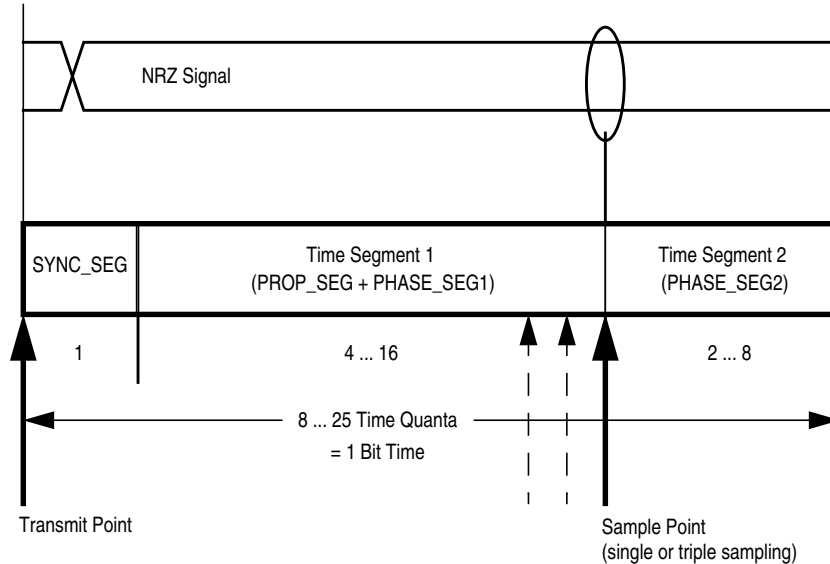 NRZ Signal
SYNC_SEG
Time Segment 1
(PROP_SEG + PHASE_SEG1)
Time Segment 2
(PHASE_SEG2)
1
4 ... 16
2 ... 8
8 ... 25 Time Quanta
= 1 Bit Time
Transmit Point
Sample Point
(single or triple sampling)